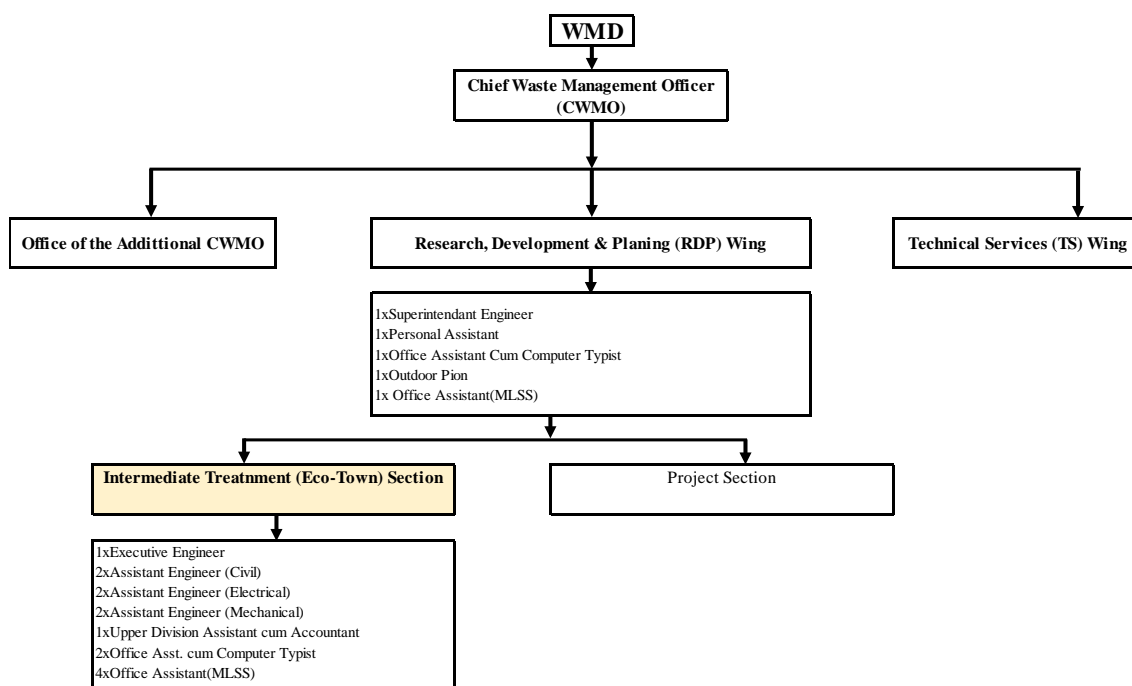 WMD
Chief Waste Management Officer
(CWMO)
Office of the Addittional CWMO
Research, Development & Planing (RDP) Wing
Technical Services (TS) Wing
1xSuperintendant Engineer
1xPersonal Assistant
1xOffice Assistant Cum Computer Typist
1xOutdoor Pion
1x Office Assistant(MLSS)
Intermediate Treatnment (Eco-Town) Section
Project Section
1xExecutive Engineer
2xAssistant Engineer (Civil)
2xAssistant Engineer (Electrical)
2xAssistant Engineer (Mechanical)
1xUpper Division Assistant cum Accountant
2xOffice Asst. cum Computer Typist
4xOffice Assistant(MLSS)